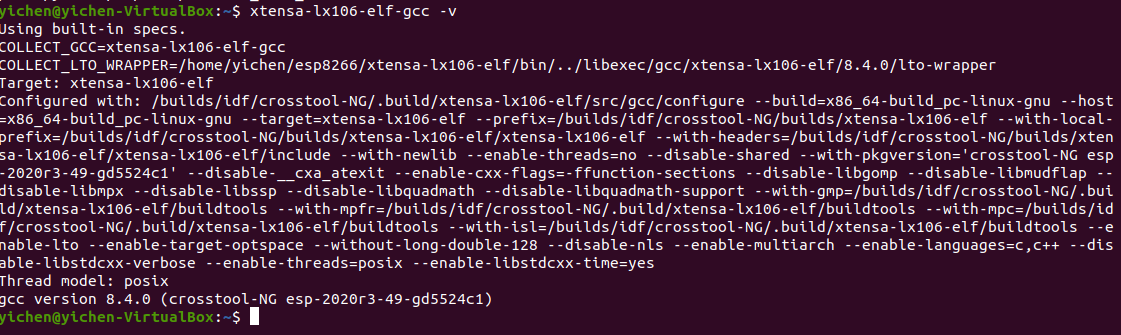 yichen@yichen-VirtualBox:~$ xtensa-lx106-elf-gcc -v
Using built-in specs.
COLLECT_GCC=xtensa-lx106-elf-gcc
COLLECT_LTO_WRAPPER=/home/yichen/esp8266/xtensa-lx106-elf/bin/../libexec/gcc/xtensa-lx106-elf/8.4.0/lto-wrapper
Target: xtensa-lx106-elf
Configured with: /builds/idf/crosstool-NG/.build/xtensa-lx106-elf/src/gcc/configure --build=x86_64-build_pc-linux-gnu --host
=x86_64-build_pc-linux-gnu --target=xtensa-lx106-elf --prefix=/builds/idf/crosstool-NG/builds/xtensa-lx106-elf --with-local-
prefix=/builds/idf/crosstool-NG/builds/xtensa-lx106-elf/xtensa-lx106-elf --with-headers=/builds/idf/crosstool-NG/builds/xten
sa-lx106-elf/xtensa-lx106-elf/include --with-newlib --enable-threads=no --disable-shared --with-pkgversion='crosstool-NG esp
-2020r3-49-gd5524c1' --disable-__cxa_atexit --enable-cxx-flags=-ffunction-sections --disable-libgomp --disable-libmudflap --
disable-libmpx --disable-libssp --disable-libquadmath --disable-libquadmath-support --with-gmp=/builds/idf/crosstool-NG/.bui
ld/xtensa-lx106-elf/buildtools --with-mpfr=/builds/idf/crosstool-NG/.build/xtensa-lx106-elf/buildtools --with-mpc=/builds/id
f/crosstool-NG/.build/xtensa-lx106-elf/buildtools --with-isl=/builds/idf/crosstool-NG/.build/xtensa-lx106-elf/buildtools --e
nable-lto --enable-target-optspace --without-long-double-128 --disable-nls --enable-multiarch --enable-languages=c,c++ --dis
able-libstdcxx-verbose --enable-threads=posix --enable-libstdcxx-time=yes
Thread model: posix
gcc version 8.4.0 (crosstool-NG esp-2020r3-49-gd5524c1)
yichen@yichen-VirtualBox:~$